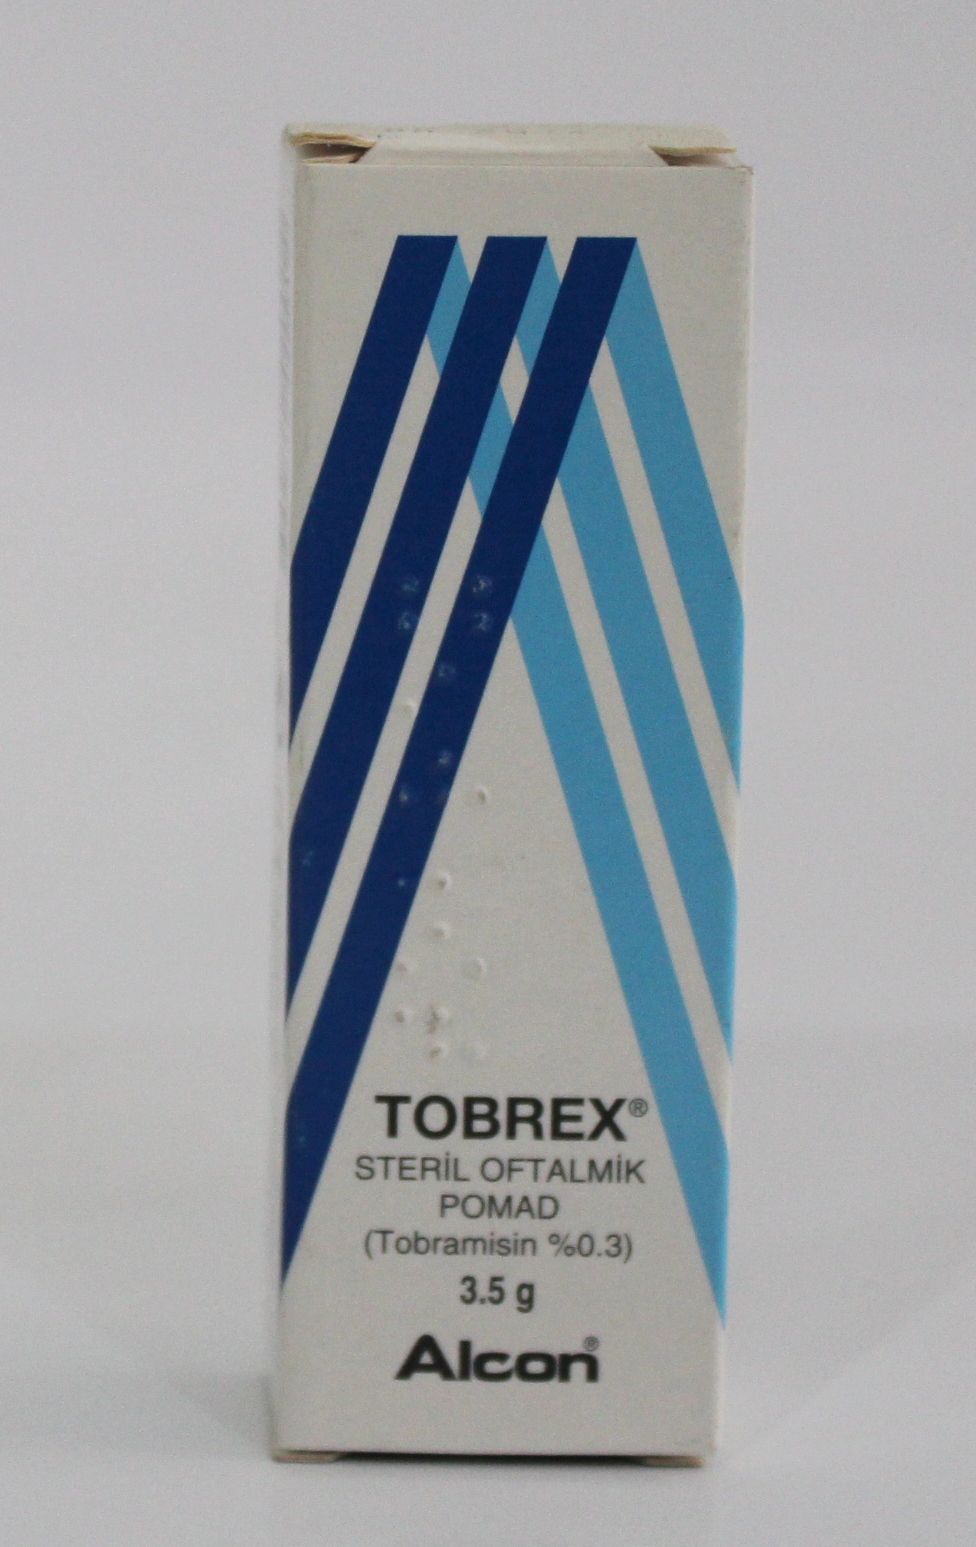 TOBREX®
STERİL OFTALMİK
POMAD
(Tobramisin %0.3)
3.5 g
Alcon®